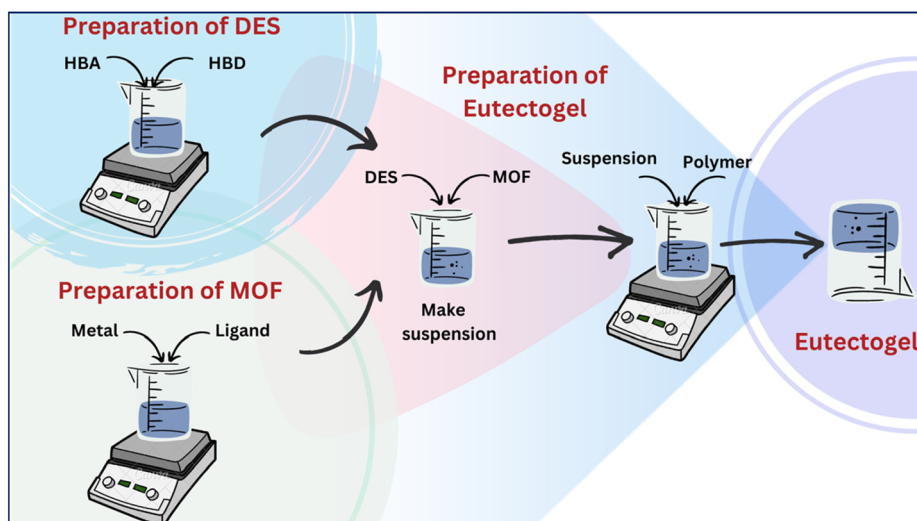 Preparation of DES
HBA
HBD
Preparation of
Eutectogel
Suspension
Polymer
DES
MOF
Make
suspension
Preparation of MOF
Metal
Ligand
Eutectogel